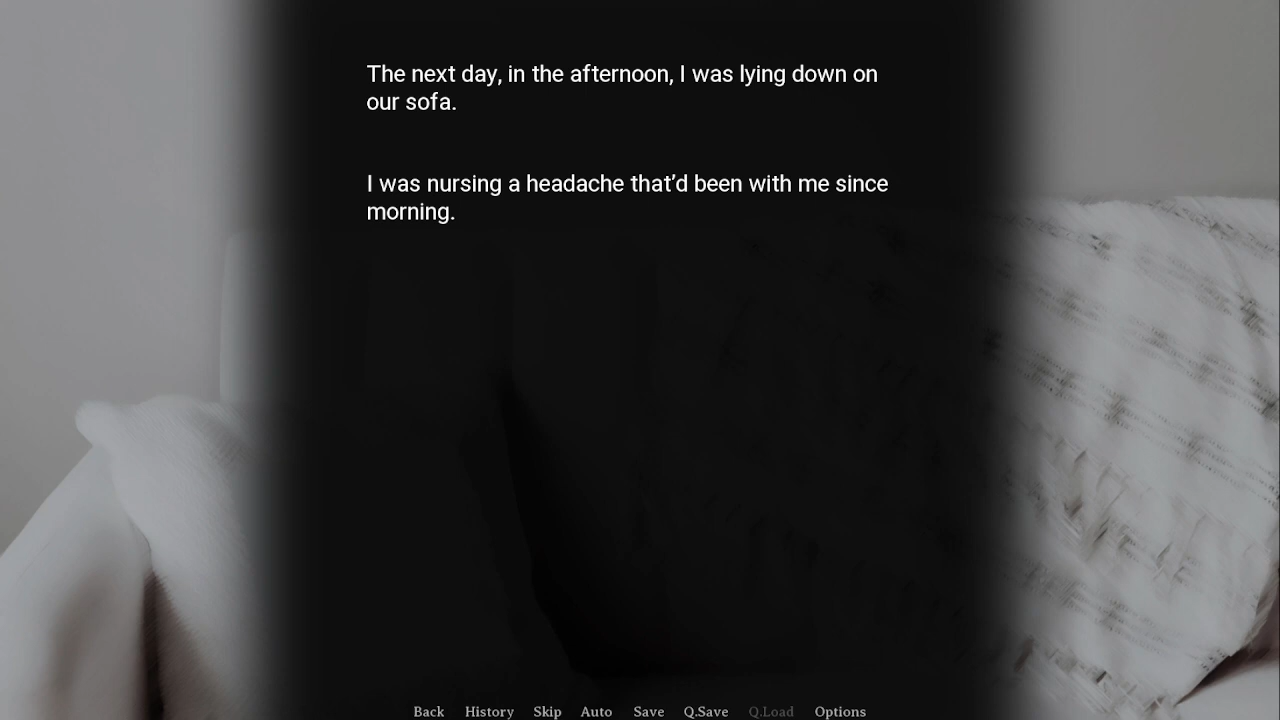 The next day, in the afternoon, I was lying down on
our sofa.
I was nursing a headache that’d been with me since
morning.
Back History Skip Auto Save Q.Save Q.Load Options